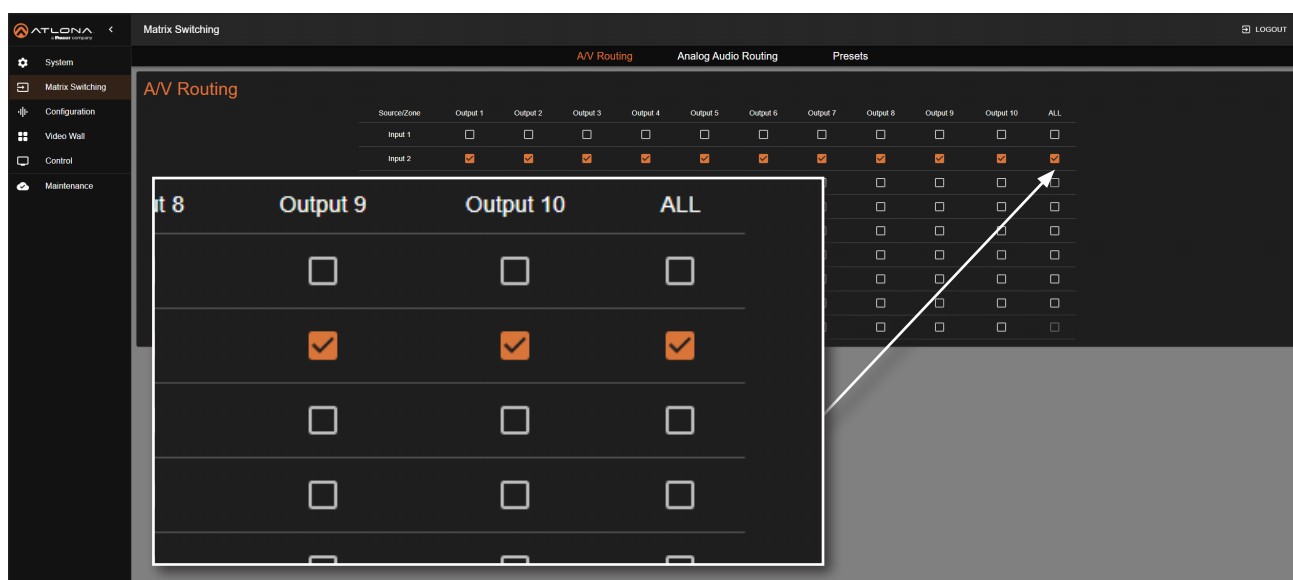 ATLONA
Matrix Switching
LOGOUT
System
Matrix Switching
Configuration
Video Wall
Control
Maintenance
A/V Routing Analog Audio Routing Presets
A/V Routing
Source/Zone Output 1 Output 2 Output 3 Output 4 Output 5 Output 6 Output 7 Output 8 Output 9 Output 10 ALL
Input 1
Input 2
ut 8 Output 9 Output 10 ALL